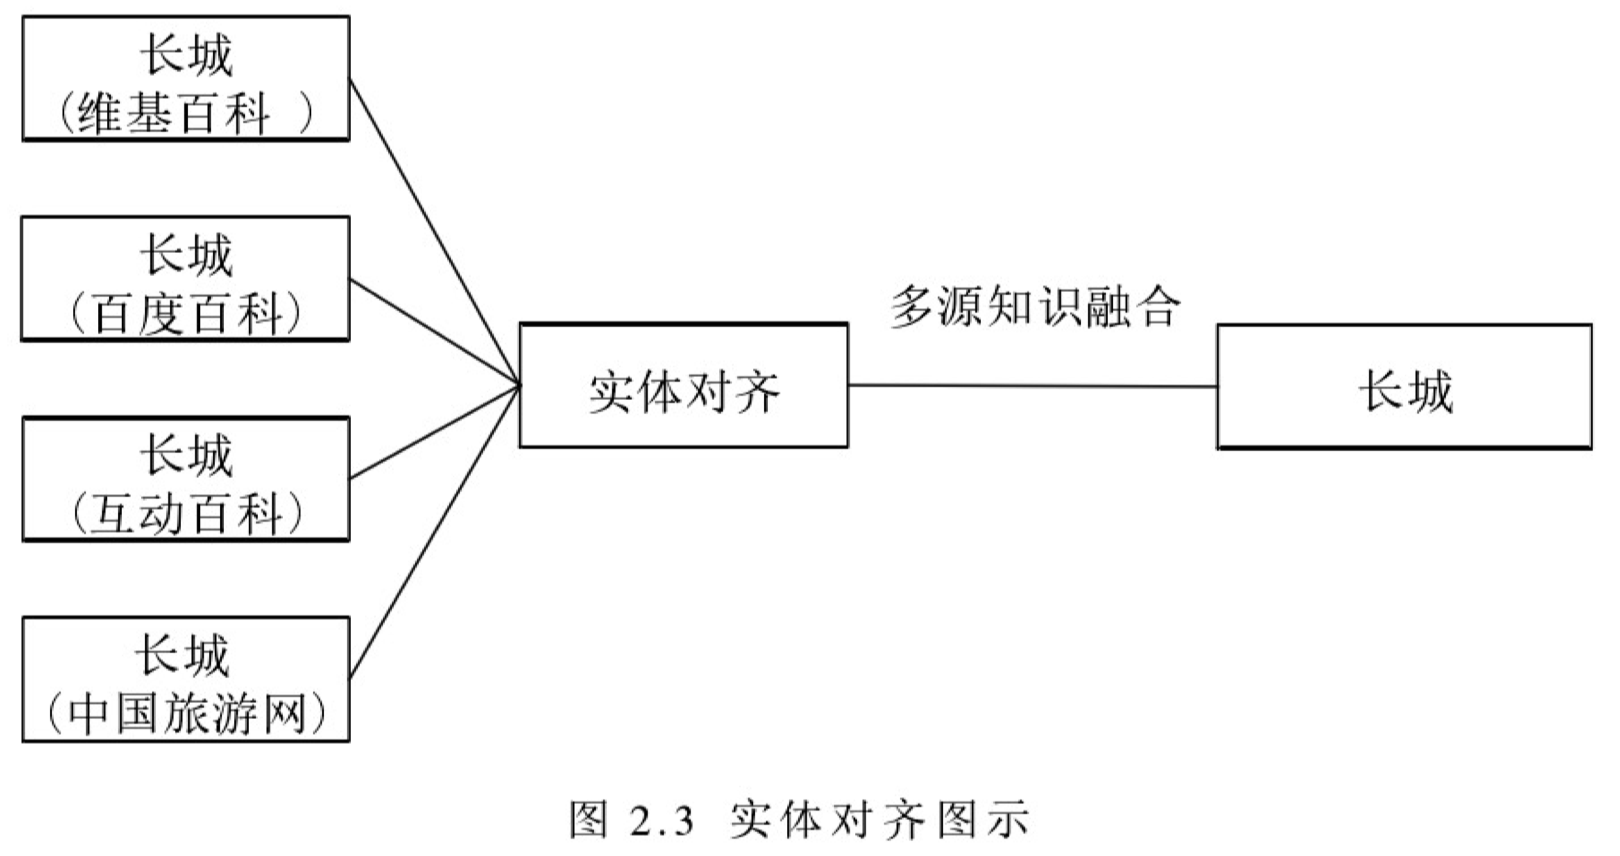 长城
(维基百科 )
长城
(百度百科)
长城
(互动百科)
长城
(中国旅游网)
实体对齐
多源知识融合
长城
图 2.3 实体对齐图示